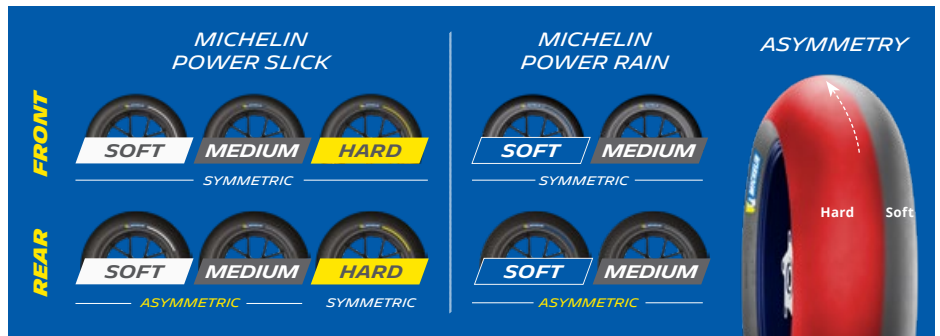 MICHELIN
POWER SLICK
MICHELIN
POWER RAIN
ASYMMETRY
FRONT
SOFT
MEDIUM
HARD
SOFT
MEDIUM
SYMMETRIC
SYMMETRIC
REAR
SOFT
MEDIUM
HARD
SOFT
MEDIUM
ASYMMETRIC
SYMMETRIC
ASYMMETRIC
MICHELIN
Hard
Soft